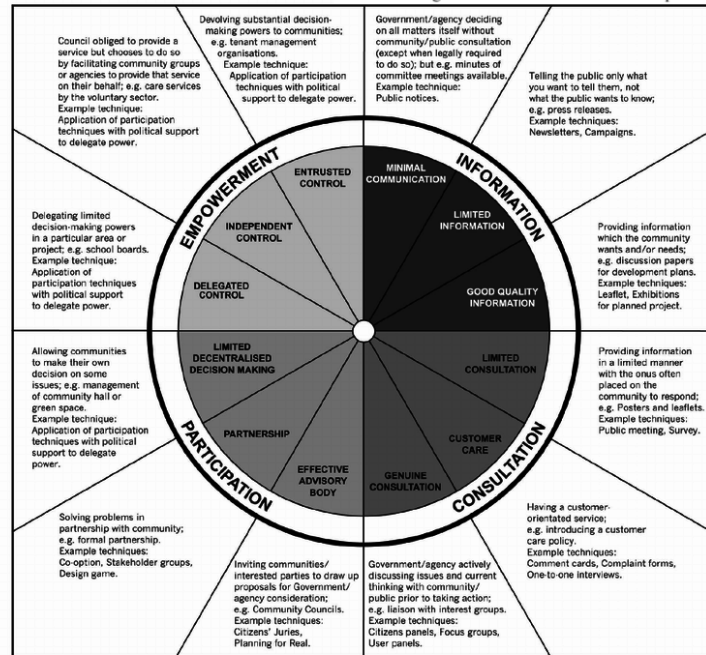 Council obliged to provide a
service but chooses to do so
by facilitating community groups
or agencies to provide that service
on their behalf; e.g. care services
by the voluntary sector.
Example technique:
Application of participation
techniques with political support
to delegate power.
Devolving substantial decision-
making powers to communities;
e.g. tenant management
organisations.
Example technique:
Application of participation
techniques with political
support to delegate power.
Government/agency deciding
on all matters itself without
community/public consultation
(except when legally required
to do so); but e.g. minutes of
committee meetings available.
Example technique:
Public notices.
Telling the public only what
you want to tell them, not
what the public wants to know;
e.g. press releases.
Example techniques:
Newsletters, Campaigns.
Delegating limited
decision-making powers
in a particular area or
project; e.g. school boards.
Example technique:
Application of
participation techniques
with political support
to delegate power.
EMPOWERMENT
ENTRUSTED
CONTROL
INDEPENDENT
CONTROL
DELEGATED
CONTROL
INFORMATION
MINIMAL
COMMUNICATION
LIMITED
INFORMATION
GOOD QUALITY
INFORMATION
Providing information
which the community
wants and/or needs;
e.g. discussion papers
for development plans.
Example techniques:
Leaflet, Exhibitions
for planned project.
Allowing communities
to make their own
decision on some
issues; e.g. management
of community hall or
green space.
Example technique:
Application of participation
techniques with political
support to delegate
power.
LIMITED
DECENTRALISED
DECISION MAKING
PARTNERSHIP
EFFECTIVE
ADVISORY
BODY
PARTICIPATION
LIMITED
CONSULTATION
CUSTOMER
CARE
GENUINE
CONSULTATION
CONSULTATION
Providing information
in a limited manner
with the onus often
placed on the
community to respond;
e.g. Posters and leaflets.
Example techniques:
Public meeting, Survey.
Solving problems in
partnership with community;
e.g. formal partnership.
Example techniques:
Co-option, Stakeholder groups,
Design game.
Inviting communities/
interested parties to draw up
proposals for Government/
agency consideration;
e.g. Community Councils.
Example techniques:
Citizens' Juries,
Planning for Real.
Government/agency actively
discussing issues and current
thinking with community/
public prior to taking action;
e.g. liaison with interest groups.
Example techniques:
Citizens panels, Focus groups,
User panels.
Having a customer-
orientated service;
e.g. introducing a customer
care policy.
Example techniques:
Comment cards, Complaint forms,
One-to-one interviews.